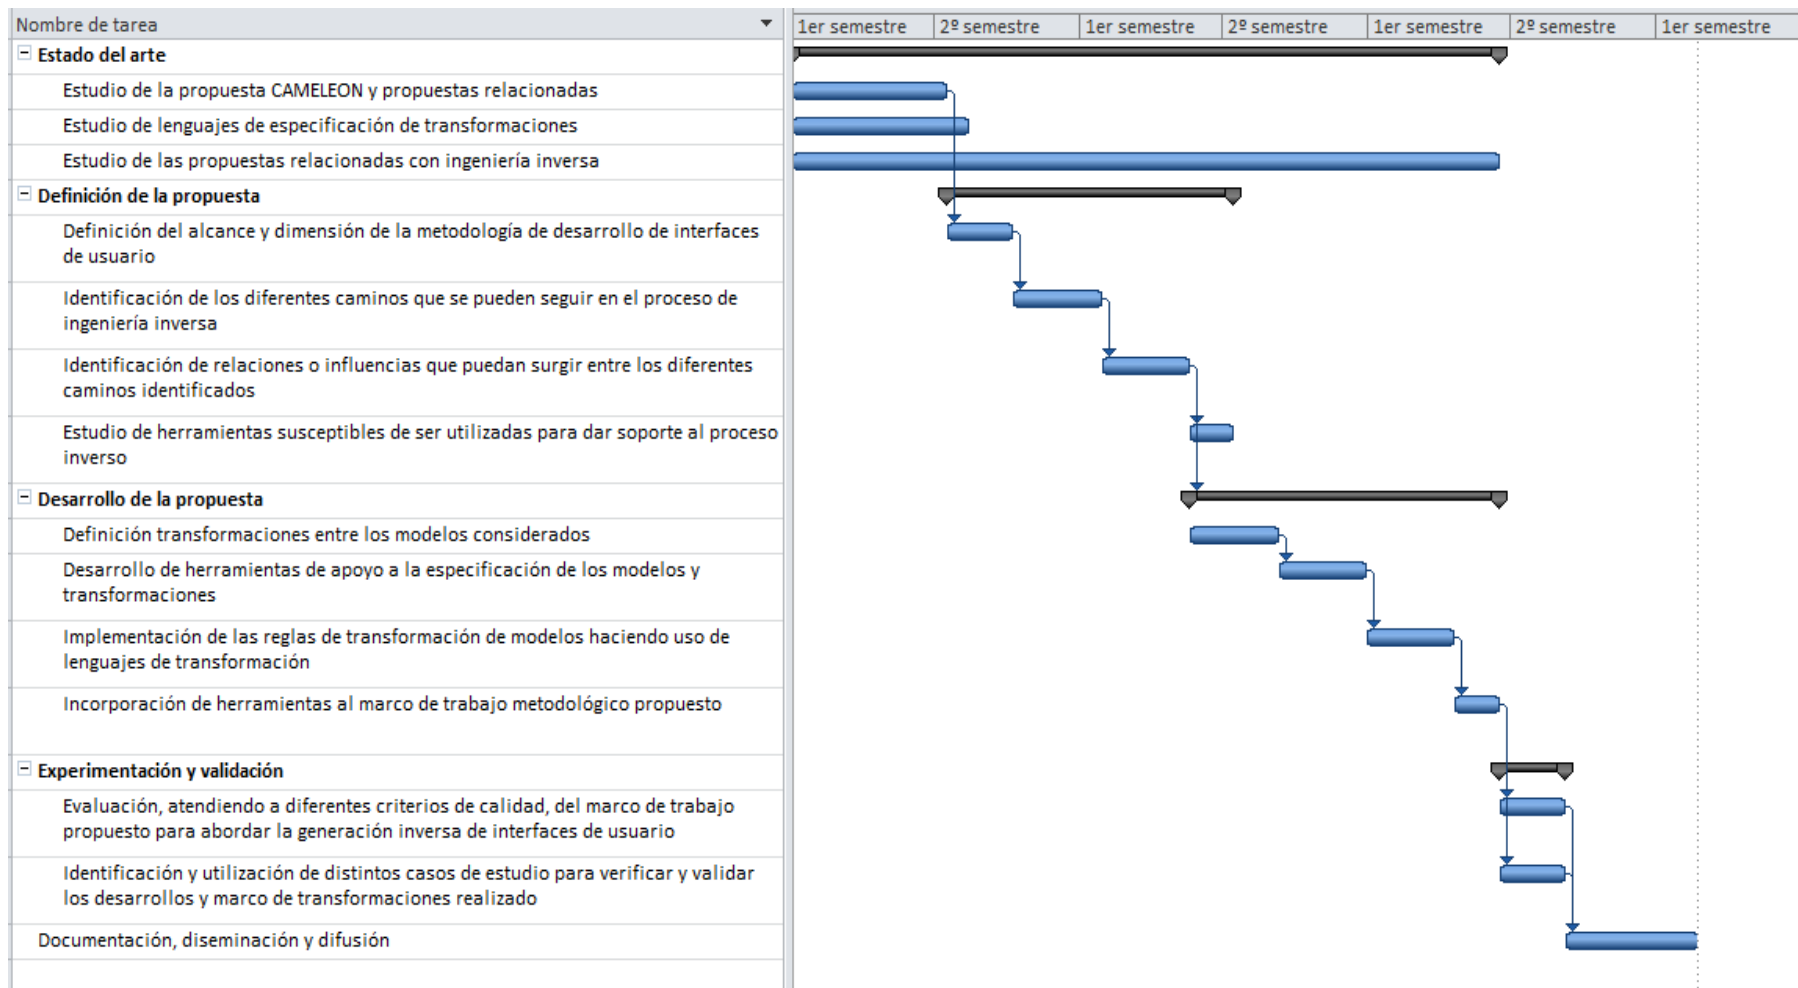 Nombre de tarea
1er semestre 2º semestre 1er semestre 2º semestre 1er semestre 2º semestre 1er semestre
Estado del arte
Estudio de la propuesta CAMELEON y propuestas relacionadas
Estudio de lenguajes de especificación de transformaciones
Estudio de las propuestas relacionadas con ingeniería inversa
Definición de la propuesta
Definición del alcance y dimensión de la metodología de desarrollo de interfaces
de usuario
Identificación de los diferentes caminos que se pueden seguir en el proceso de
ingeniería inversa
Identificación de relaciones o influencias que puedan surgir entre los diferentes
caminos identificados
Estudio de herramientas susceptibles de ser utilizadas para dar soporte al proceso
inverso
Desarrollo de la propuesta
Definición transformaciones entre los modelos considerados
Desarrollo de herramientas de apoyo a la especificación de los modelos y
transformaciones
Implementación de las reglas de transformación de modelos haciendo uso de
lenguajes de transformación
Incorporación de herramientas al marco de trabajo metodológico propuesto
Experimentación y validación
Evaluación, atendiendo a diferentes criterios de calidad, del marco de trabajo
propuesto para abordar la generación inversa de interfaces de usuario
Identificación y utilización de distintos casos de estudio para verificar y validar
los desarrollos y marco de transformaciones realizado
Documentación, diseminación y difusión